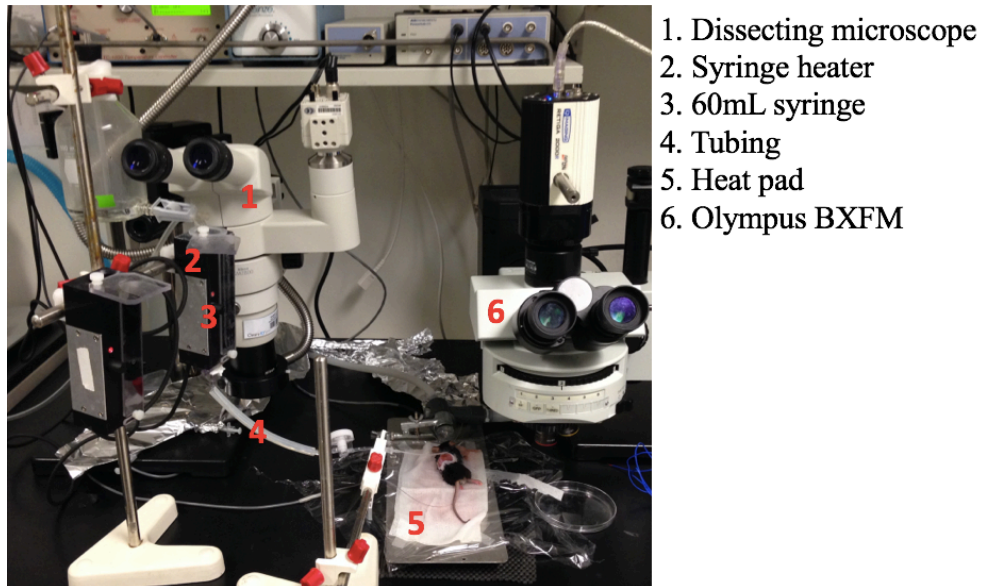 1. Dissecting microscope
2. Syringe heater
3. 60mL syringe
4. Tubing
5. Heat pad
6. Olympus BXFM
1
2
3
6
4
5